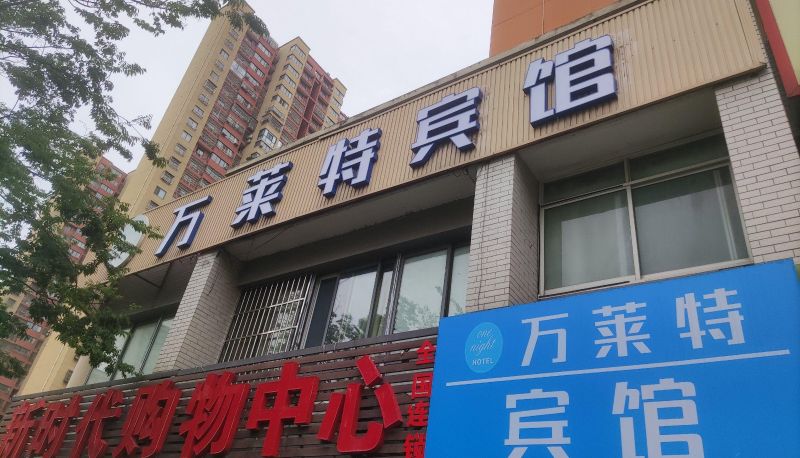 万莱特宾馆
新时代购物中心
全国连锁
one
night
HOTEL
万莱特
宾馆